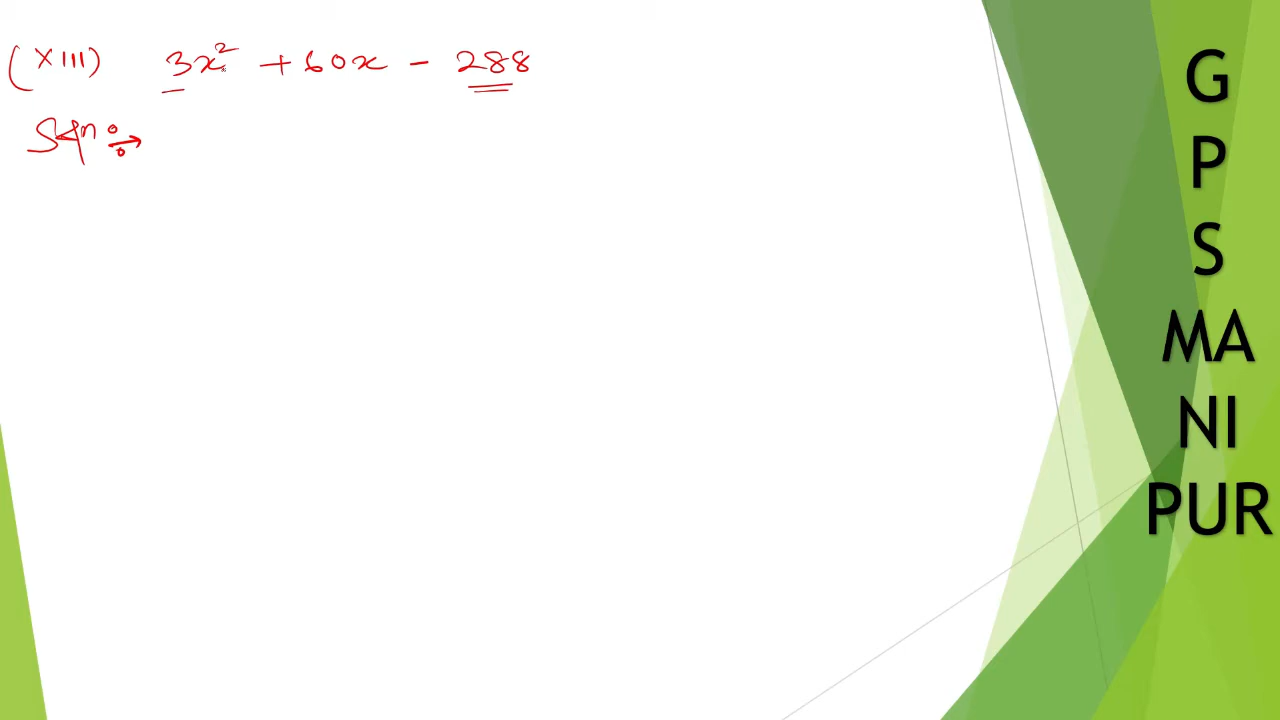 (XIII) 3x² + 60x - 288
Soln :→
G
P
S
MA
NI
PUR